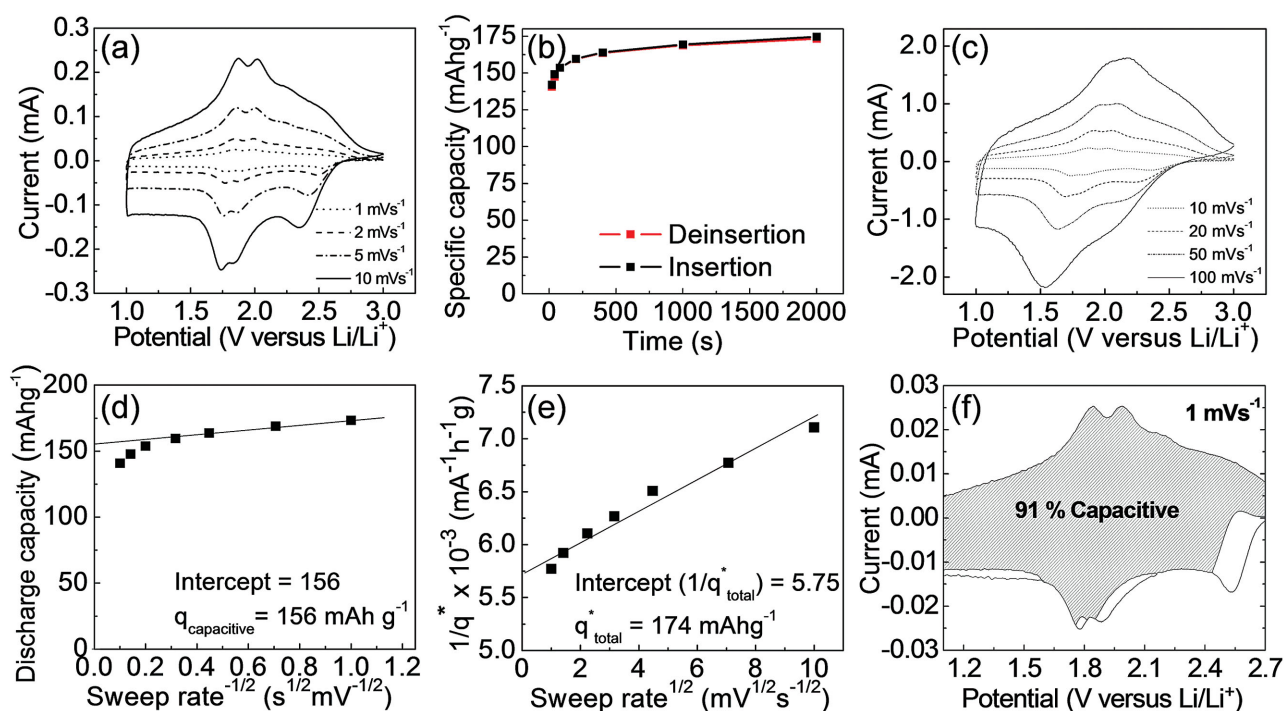 (a)
0.3
0.2
0.1
0.0
-0.1
-0.2
-0.3
Current (mA)
1 mVs-1
2 mVs-1
5 mVs-1
10 mVs-1
1.0 1.5 2.0 2.5 3.0
Potential (V versus Li/Li+)
(b)
175
150
125
100
75
50
25
0
Specific capacity (mAhg-1)
Deinsertion
Insertion
0 500 1000 1500 2000
Time (s)
(c)
2.0
1.0
0.0
-1.0
-2.0
Current (mA)
10 mVs-1
20 mVs-1
50 mVs-1
100 mVs-1
1.0 1.5 2.0 2.5 3.0
Potential (V versus Li/Li+)
(d)
200
150
100
50
0
Discharge capacity (mAhg-1)
Intercept = 156
qcapacitive = 156 mAh g-1
0.0 0.2 0.4 0.6 0.8 1.0 1.2
Sweep rate-1/2 (s1/2mV-1/2)
(e)
7.5
7.0
6.5
6.0
5.5
5.0
1/q* x 10-3 (mA-1h-1g)
Intercept (1/q*total) = 5.75
q*total = 174 mAhg-1
0 2 4 6 8 10
Sweep rate1/2 (mV1/2s-1/2)
(f)
0.03
0.02
0.01
0.00
-0.01
-0.02
-0.03
Current (mA)
1 mVs-1
91 % Capacitive
1.2 1.5 1.8 2.1 2.4 2.7
Potential (V versus Li/Li+)